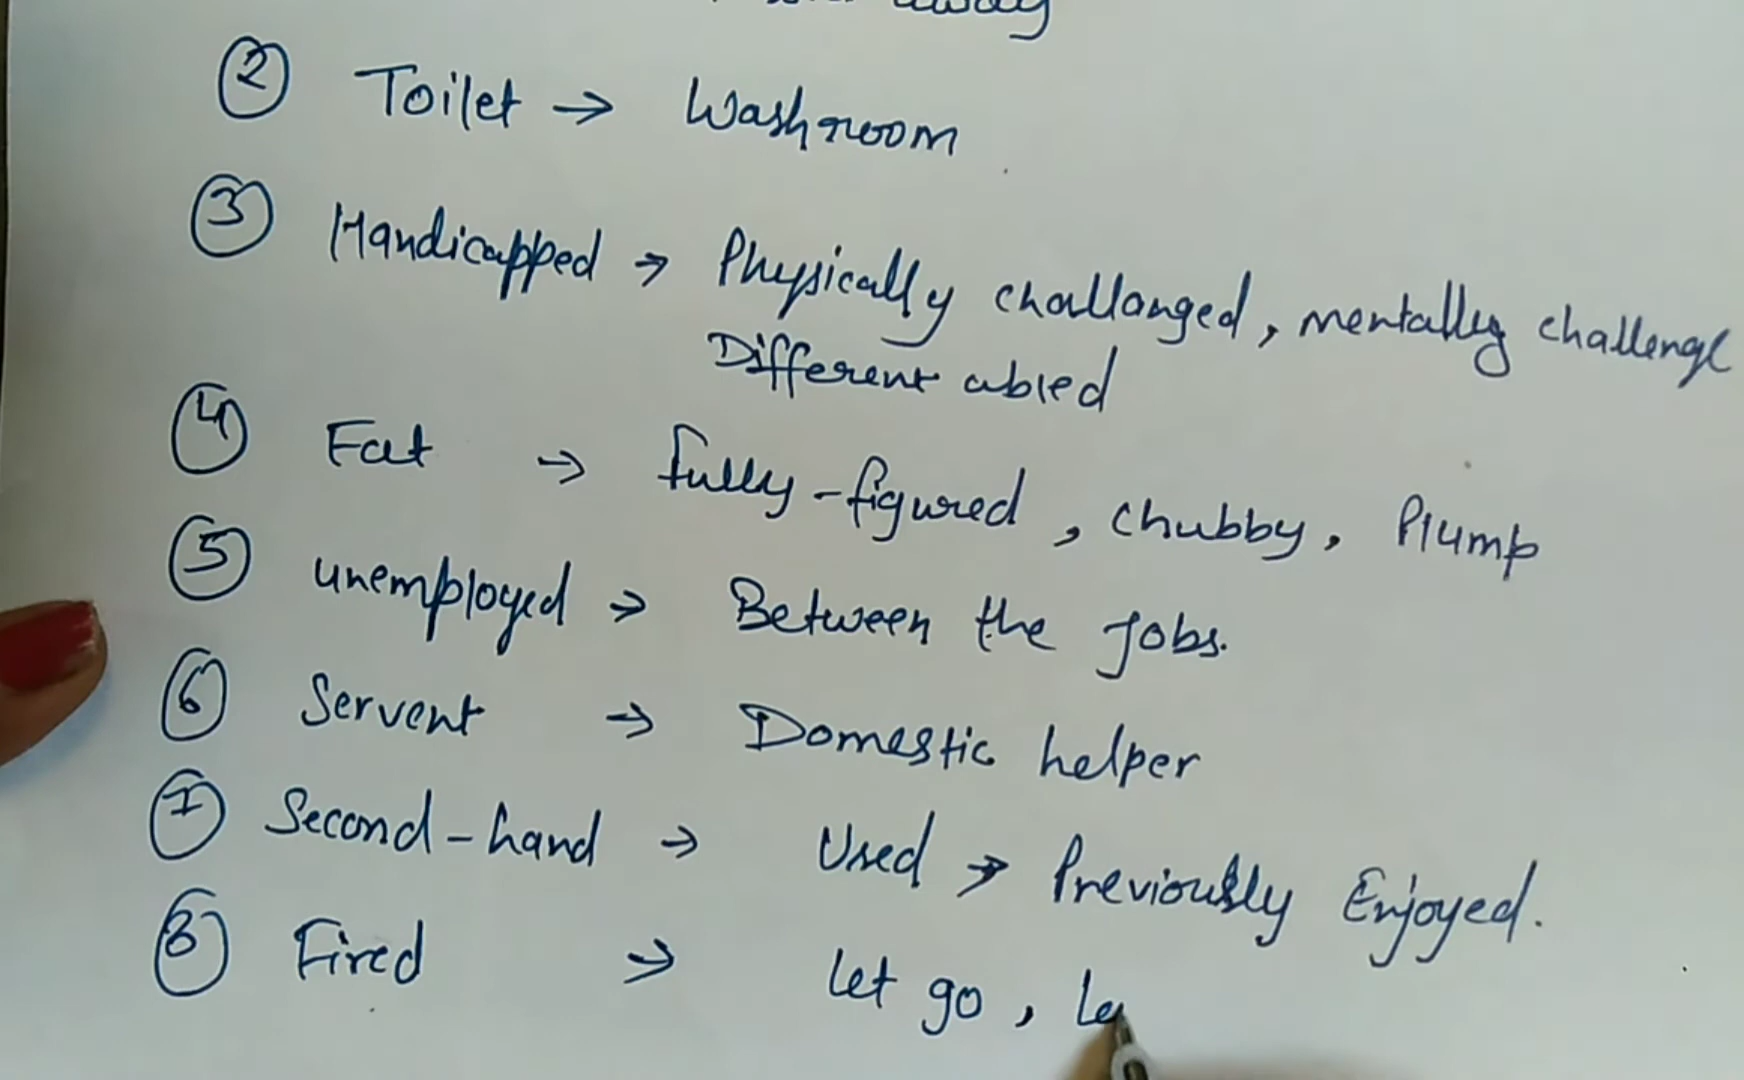 away
② Toilet → Washroom
③ Handicapped → Physically challanged, mentally challenge
Different abled
④ Fat → fully-figured, chubby, Plump
⑤ unemployed → Between the Jobs.
⑥ Servent → Domestic helper
⑦ Second-hand → Used → Previously Enjoyed.
⑧ Fired → let go,